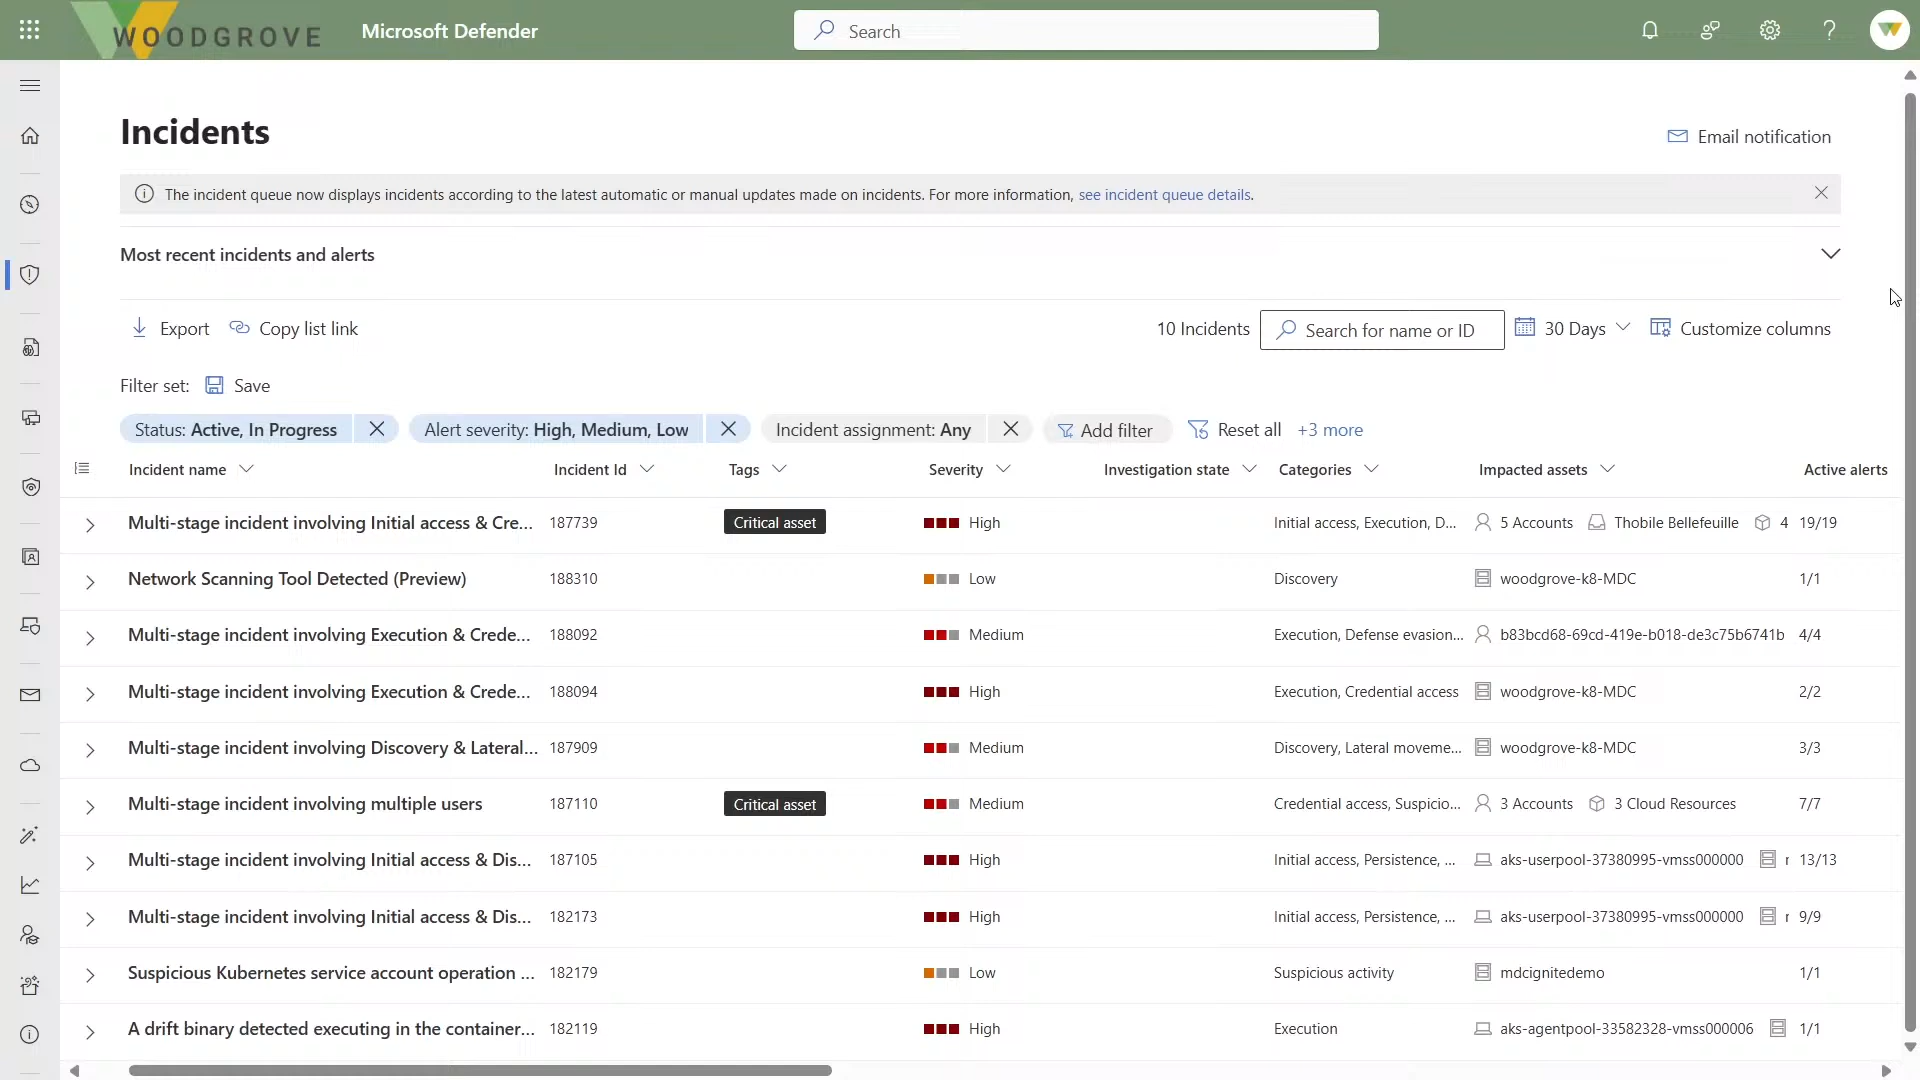 WOODGROVE Microsoft Defender Search
Incidents
Email notification
The incident queue now displays incidents according to the latest automatic or manual updates made on incidents. For more information, see incident queue details.
Most recent incidents and alerts
Export Copy list link 10 Incidents Search for name or ID 30 Days Customize columns
Filter set: Save
Status: Active, In Progress Alert severity: High, Medium, Low Incident assignment: Any Add filter Reset all +3 more
Incident name Incident Id Tags Severity Investigation state Categories Impacted assets Active alerts
Multi-stage incident involving Initial access & Cre... 187739 Critical asset High Initial access, Execution, D... 5 Accounts Thobile Bellefeuille 4 19/19
Network Scanning Tool Detected (Preview) 188310 Low Discovery woodgrove-k8-MDC 1/1
Multi-stage incident involving Execution & Crede... 188092 Medium Execution, Defense evasion... b83bcd68-69cd-419e-b018-de3c75b6741b 4/4
Multi-stage incident involving Execution & Crede... 188094 High Execution, Credential access woodgrove-k8-MDC 2/2
Multi-stage incident involving Discovery & Lateral... 187909 Medium Discovery, Lateral moveme... woodgrove-k8-MDC 3/3
Multi-stage incident involving multiple users 187110 Critical asset Medium Credential access, Suspicio... 3 Accounts 3 Cloud Resources 7/7
Multi-stage incident involving Initial access & Dis... 187105 High Initial access, Persistence, ... aks-userpool-37380995-vmss000000 13/13
Multi-stage incident involving Initial access & Dis... 182173 High Initial access, Persistence, ... aks-userpool-37380995-vmss000000 9/9
Suspicious Kubernetes service account operation ... 182179 Low Suspicious activity mdcignitedemo 1/1
A drift binary detected executing in the container... 182119 High Execution aks-agentpool-33582328-vmss000006 1/1